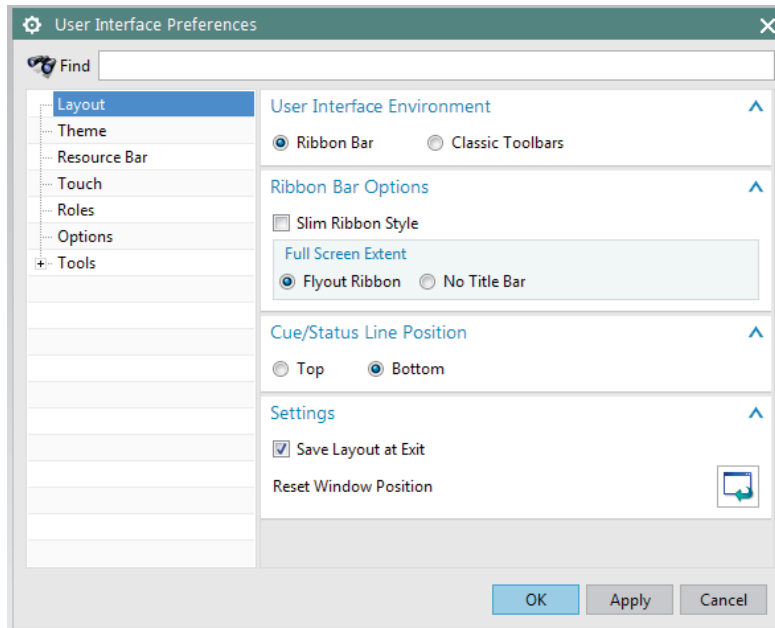 User Interface Preferences
Find
Layout
Theme
Resource Bar
Touch
Roles
Options
Tools
User Interface Environment
Ribbon Bar Classic Toolbars
Ribbon Bar Options
Slim Ribbon Style
Full Screen Extent
Flyout Ribbon No Title Bar
Cue/Status Line Position
Top Bottom
Settings
Save Layout at Exit
Reset Window Position
OK Apply Cancel